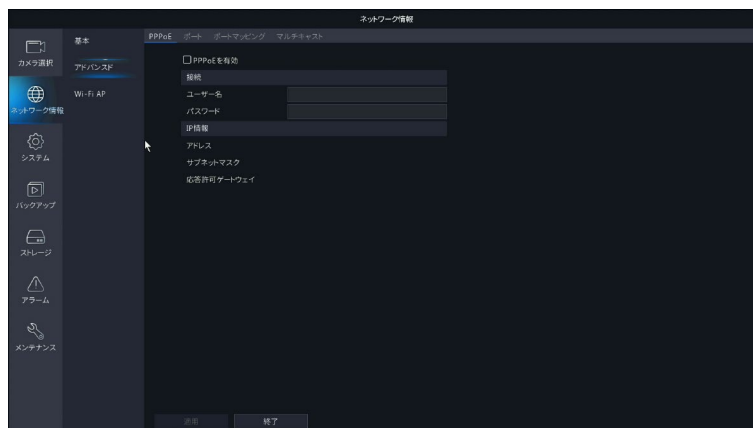 ネットワーク情報
カメラ選択
ネットワーク情報
システム
バックアップ
ストレージ
アラーム
メンテナンス
基本
アドバンスド
Wi-Fi AP
PPPoE ポート ポートマッピング マルチキャスト
PPPoEを有効
接続
ユーザー名
パスワード
IP情報
アドレス
サブネットマスク
応答許可ゲートウェイ
適用 終了